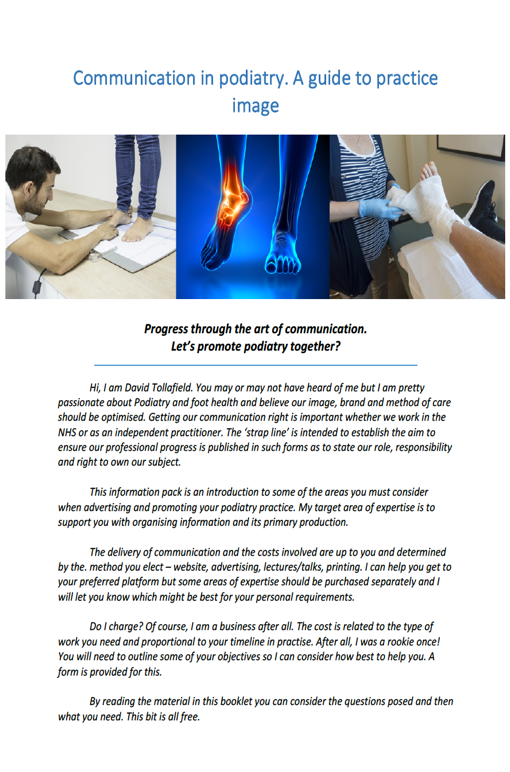 Communication in podiatry. A guide to practice
image
Progress through the art of communication.
Let's promote podiatry together?
Hi, I am David Tollafield. You may or may not have heard of me but I am pretty
passionate about Podiatry and foot health and believe our image, brand and method of care
should be optimised. Getting our communication right is important whether we work in the
NHS or as an independent practitioner. The 'strap line' is intended to establish the aim to
ensure our professional progress is published in such forms as to state our role, responsibility
and right to own our subject.
This information pack is an introduction to some of the areas you must consider
when advertising and promoting your podiatry practice. My target area of expertise is to
support you with organising information and its primary production.
The delivery of communication and the costs involved are up to you and determined
by the. method you elect – website, advertising, lectures/talks, printing. I can help you get to
your preferred platform but some areas of expertise should be purchased separately and I
will let you know which might be best for your personal requirements.
Do I charge? Of course, I am a business after all. The cost is related to the type of
work you need and proportional to your timeline in practise. After all, I was a rookie once!
You will need to outline some of your objectives so I can consider how best to help you. A
form is provided for this.
By reading the material in this booklet you can consider the questions posed and then
what you need. This bit is all free.